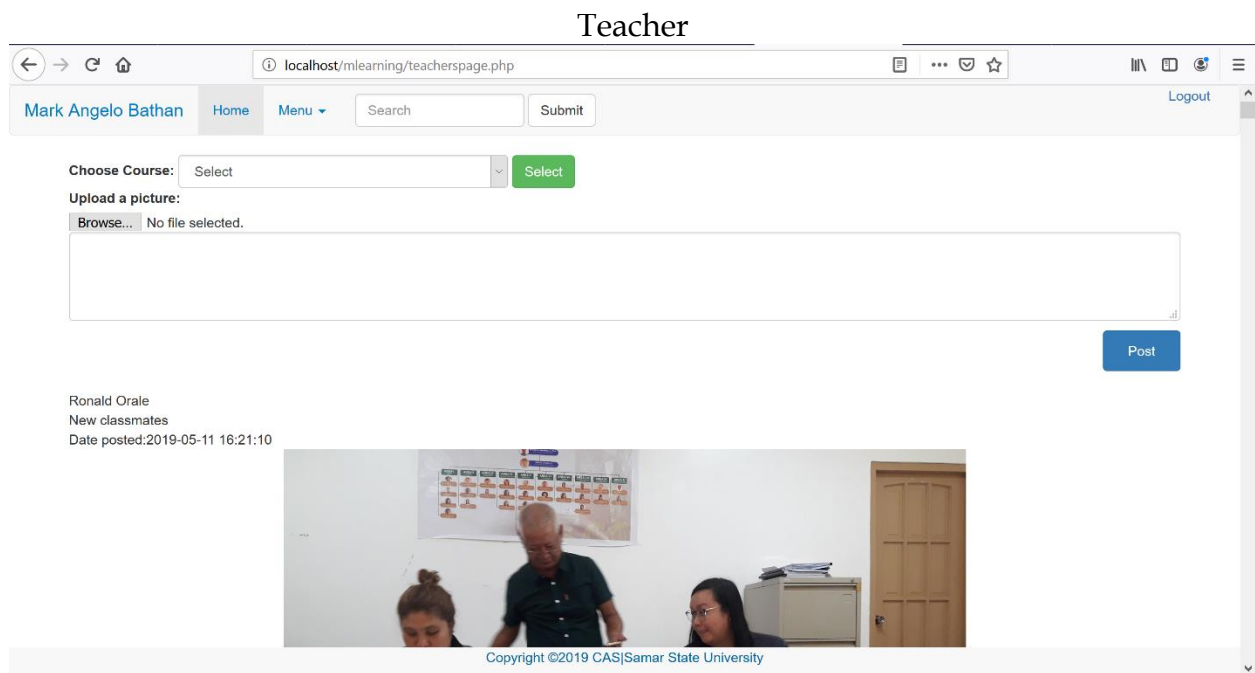 Teacher
localhost/mlearning/teacherspage.php
Mark Angelo Bathan Home Menu Search Submit Logout
Choose Course: Select Select
Upload a picture:
Browse... No file selected.
Post
Ronald Orale
New classmates
Date posted:2019-05-11 16:21:10
Copyright ©2019 CAS|Samar State University